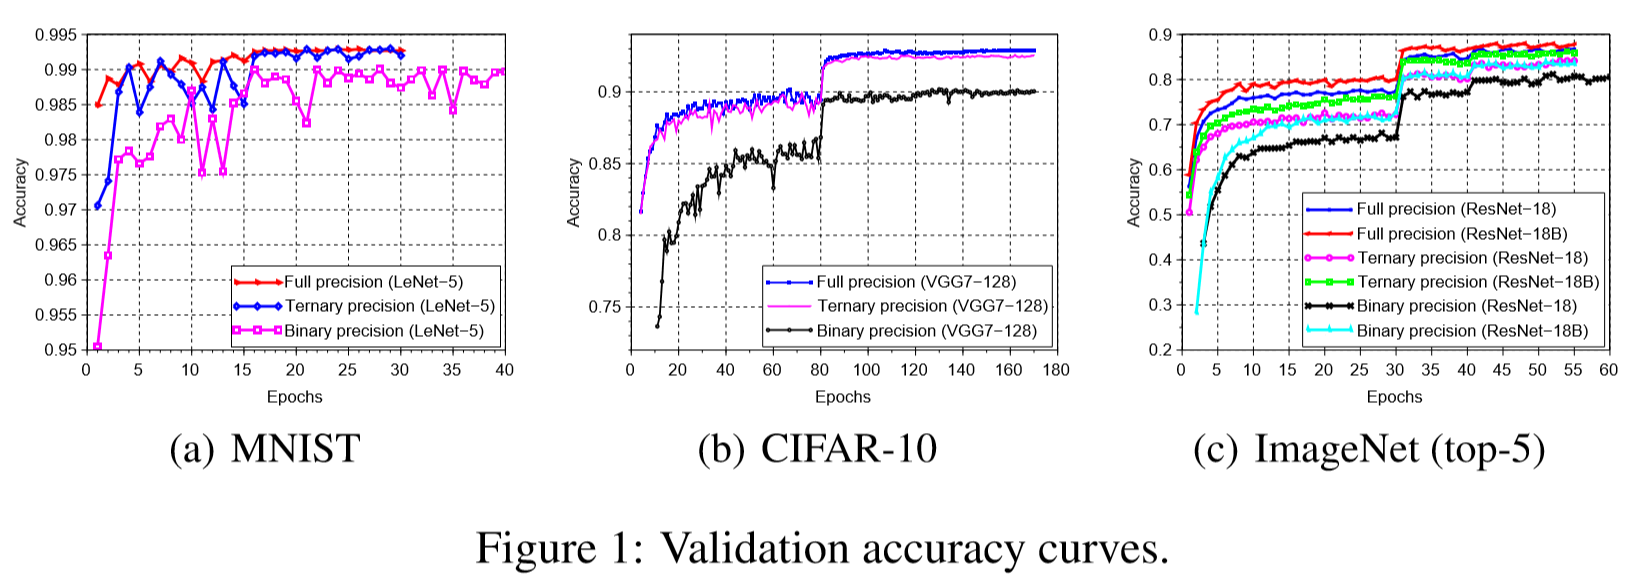 0.995
0.99
0.985
0.98
0.975
0.97
0.965
0.96
0.955
0.95
Accuracy
0 5 10 15 20 25 30 35 40
Epochs
Full precision (LeNet−5)
Ternary precision (LeNet−5)
Binary precision (LeNet−5)
(a) MNIST
0.9
0.85
0.8
0.75
Accuracy
0 20 40 60 80 100 120 140 160 180
Epochs
Full precision (VGG7−128)
Ternary precision (VGG7−128)
Binary precision (VGG7−128)
(b) CIFAR-10
0.9
0.8
0.7
0.6
0.5
0.4
0.3
0.2
Accuracy
0 5 10 15 20 25 30 35 40 45 50 55 60
Epochs
Full precision (ResNet−18)
Full precision (ResNet−18B)
Ternary precision (ResNet−18)
Ternary precision (ResNet−18B)
Binary precision (ResNet−18)
Binary precision (ResNet−18B)
(c) ImageNet (top-5)
Figure 1: Validation accuracy curves.